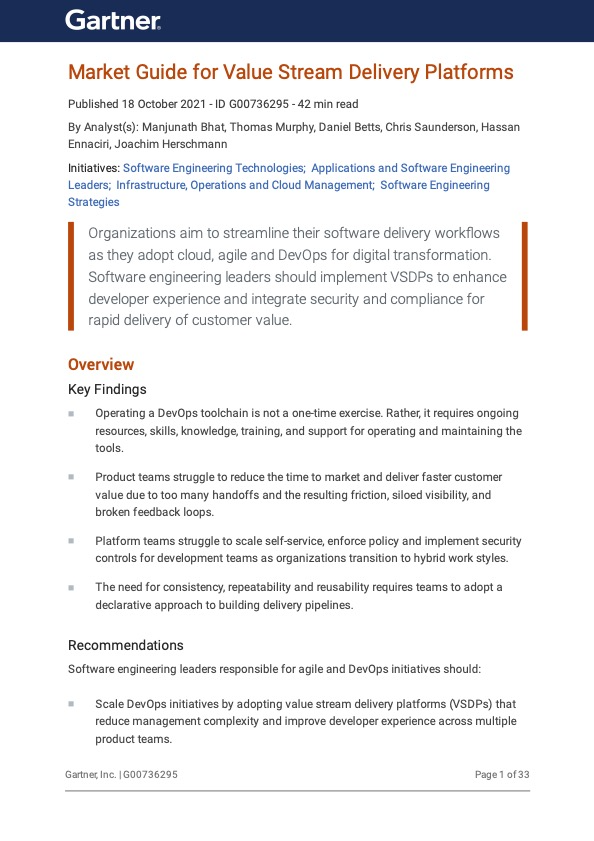 Gartner
Market Guide for Value Stream Delivery Platforms
Published 18 October 2021 - ID G00736295 - 42 min read
By Analyst(s): Manjunath Bhat, Thomas Murphy, Daniel Betts, Chris Saunderson, Hassan
Ennaciri, Joachim Herschmann
Initiatives: Software Engineering Technologies; Applications and Software Engineering
Leaders; Infrastructure, Operations and Cloud Management; Software Engineering
Strategies
Organizations aim to streamline their software delivery workflows
as they adopt cloud, agile and DevOps for digital transformation.
Software engineering leaders should implement VSDPs to enhance
developer experience and integrate security and compliance for
rapid delivery of customer value.
Overview
Key Findings
■ Operating a DevOps toolchain is not a one-time exercise. Rather, it requires ongoing
resources, skills, knowledge, training, and support for operating and maintaining the
tools.
■ Product teams struggle to reduce the time to market and deliver faster customer
value due to too many handoffs and the resulting friction, siloed visibility, and
broken feedback loops.
■ Platform teams struggle to scale self-service, enforce policy and implement security
controls for development teams as organizations transition to hybrid work styles.
■ The need for consistency, repeatability and reusability requires teams to adopt a
declarative approach to building delivery pipelines.
Recommendations
Software engineering leaders responsible for agile and DevOps initiatives should:
■ Scale DevOps initiatives by adopting value stream delivery platforms (VSDPs) that
reduce management complexity and improve developer experience across multiple
product teams.
Gartner, Inc. | G00736295
Page 1 of 33